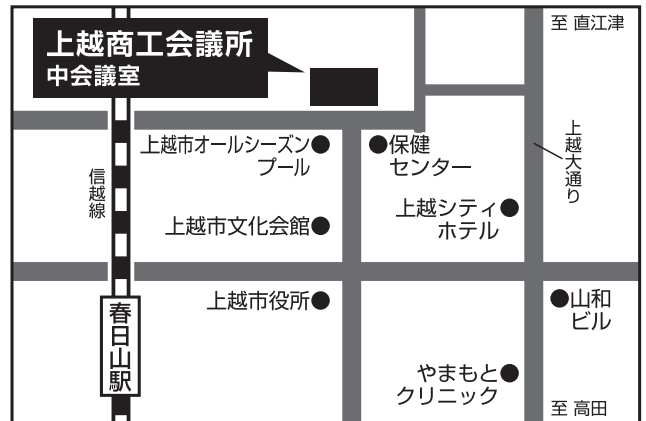 至 直江津
上越商工会議所
中会議室
上越市オールシーズン
プール
保健
センター
上越大通り
信越線
上越シティ
ホテル
上越市文化会館
上越市役所
山和
ビル
春日山駅
やまもと
クリニック
至 高田